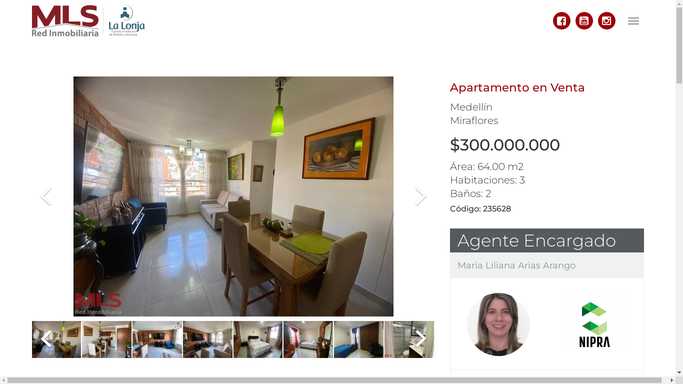 MLS
Red Inmobiliaria
La Lonja
Apartamento en Venta
Medellín
Miraflores
$300.000.000
Área: 64,00 m2
Habitaciones: 3
Baños: 2
Código: 235628
Agente Encargado
Maria Liliana Arias Arango
MLS
Red Inmobiliaria
NIPRA